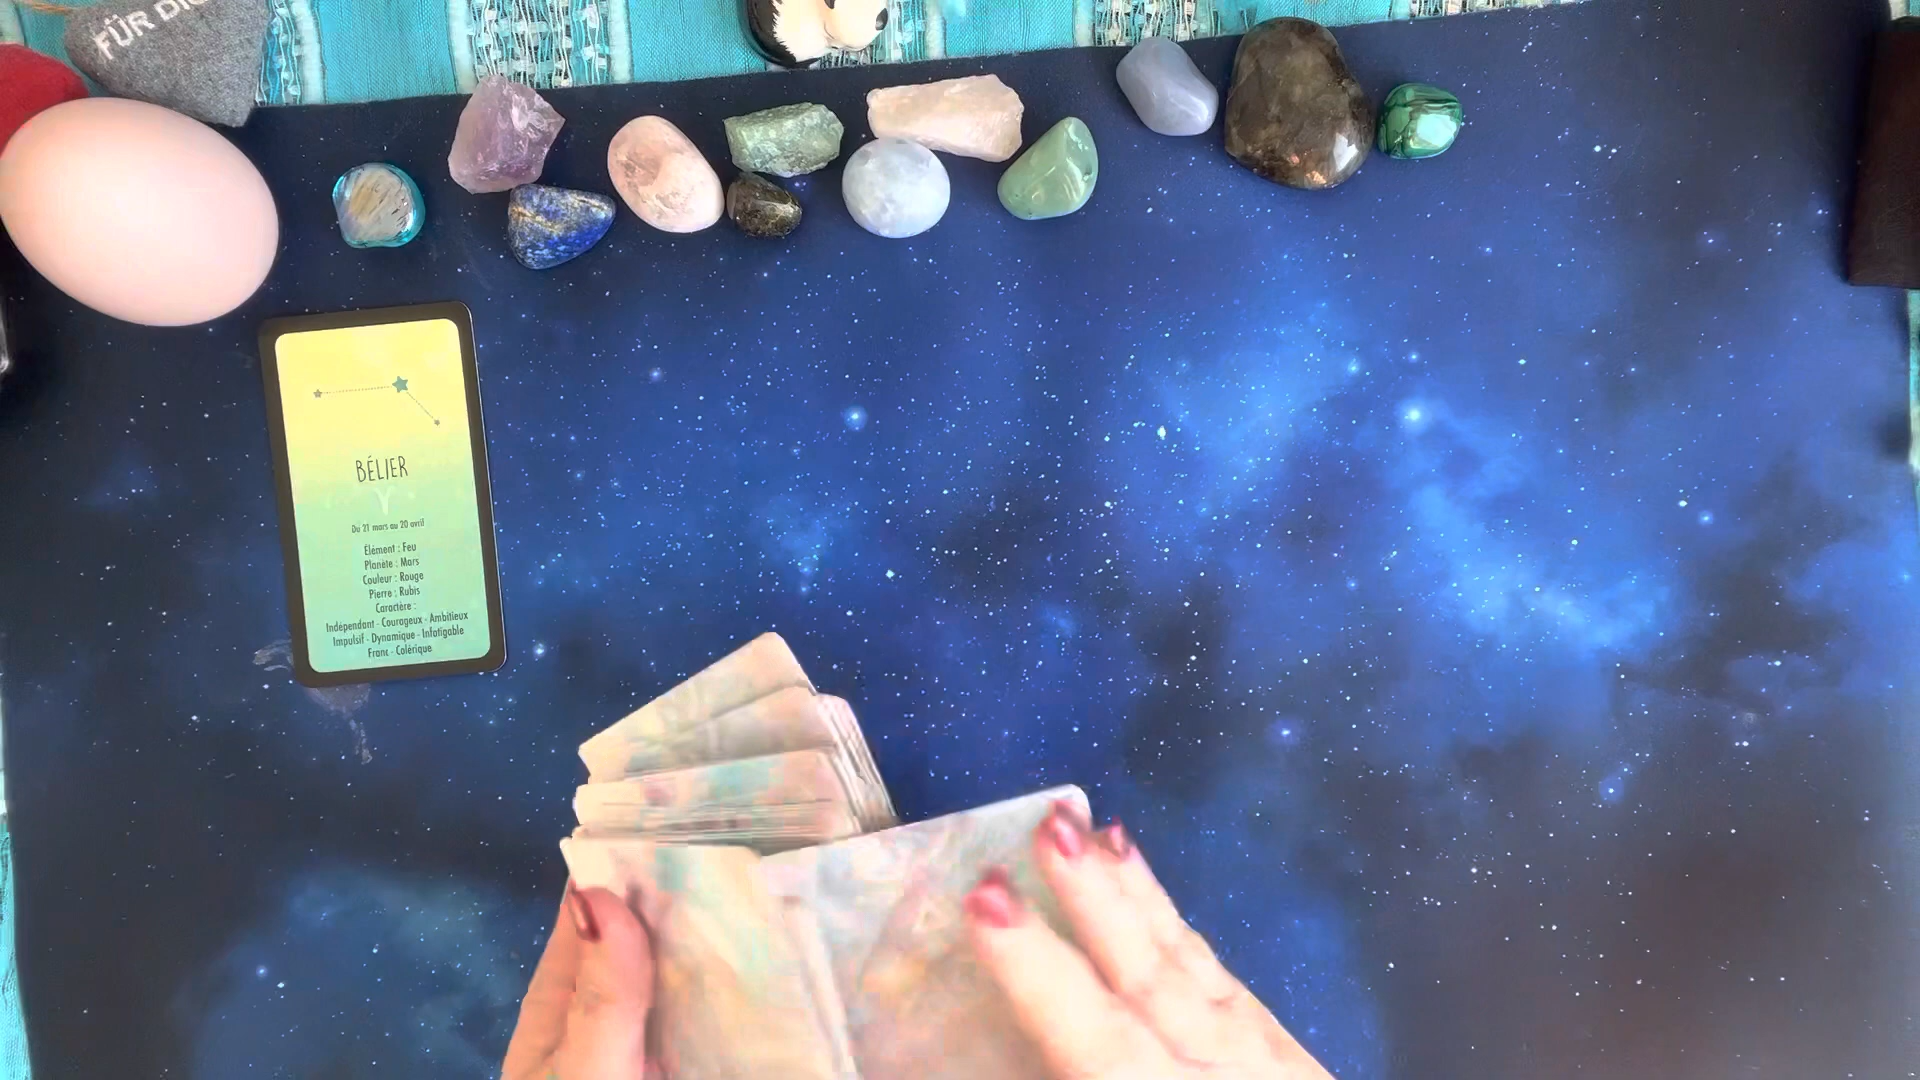 FÜR DIC
BÉLIER
Du 21 mars au 20 avril
Élément : Feu
Planète : Mars
Couleur : Rouge
Pierre : Rubis
Caractère :
Indépendant - Courageux - Ambitieux
Impulsif - Dynamique - Infatigable
Franc - Colérique